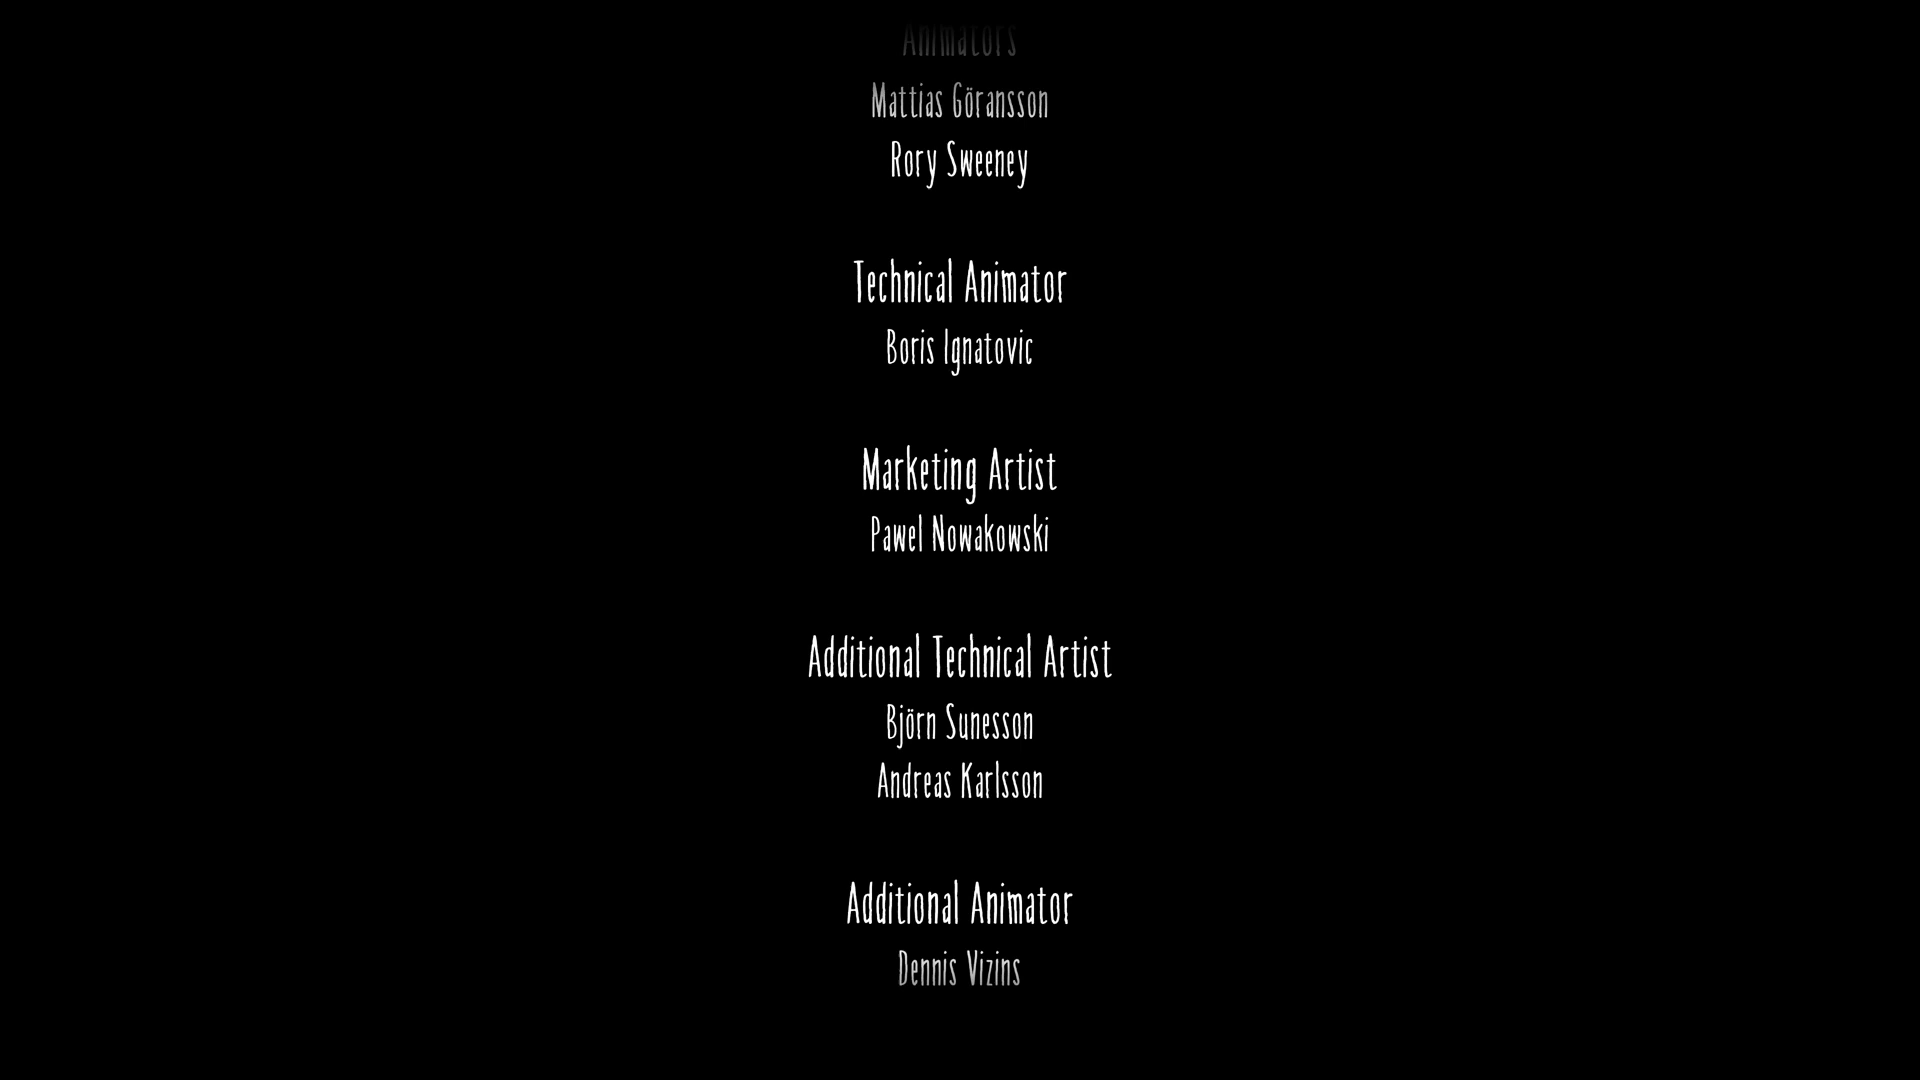 Animators
Mattias Göransson
Rory Sweeney
Technical Animator
Boris Ignatovic
Marketing Artist
Pawel Nowakowski
Additional Technical Artist
Björn Sunesson
Andreas Karlsson
Additional Animator
Dennis Vizins